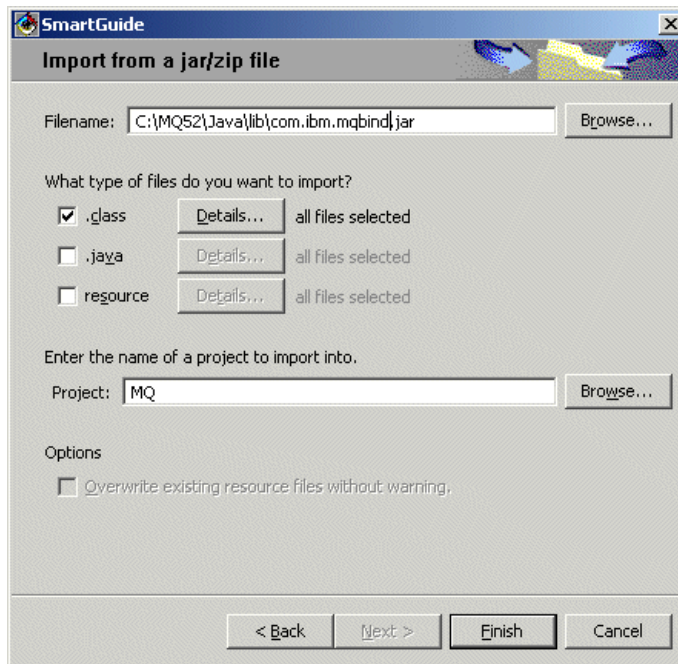 SmartGuide
Import from a jar/zip file
Filename: C:\MQ52\Java\lib\com.ibm.mqbind.jar Browse...
What type of files do you want to import?
.class Details... all files selected
.java Details... all files selected
resource Details... all files selected
Enter the name of a project to import into.
Project: MQ Browse...
Options
Overwrite existing resource files without warning.
< Back Next > Finish Cancel